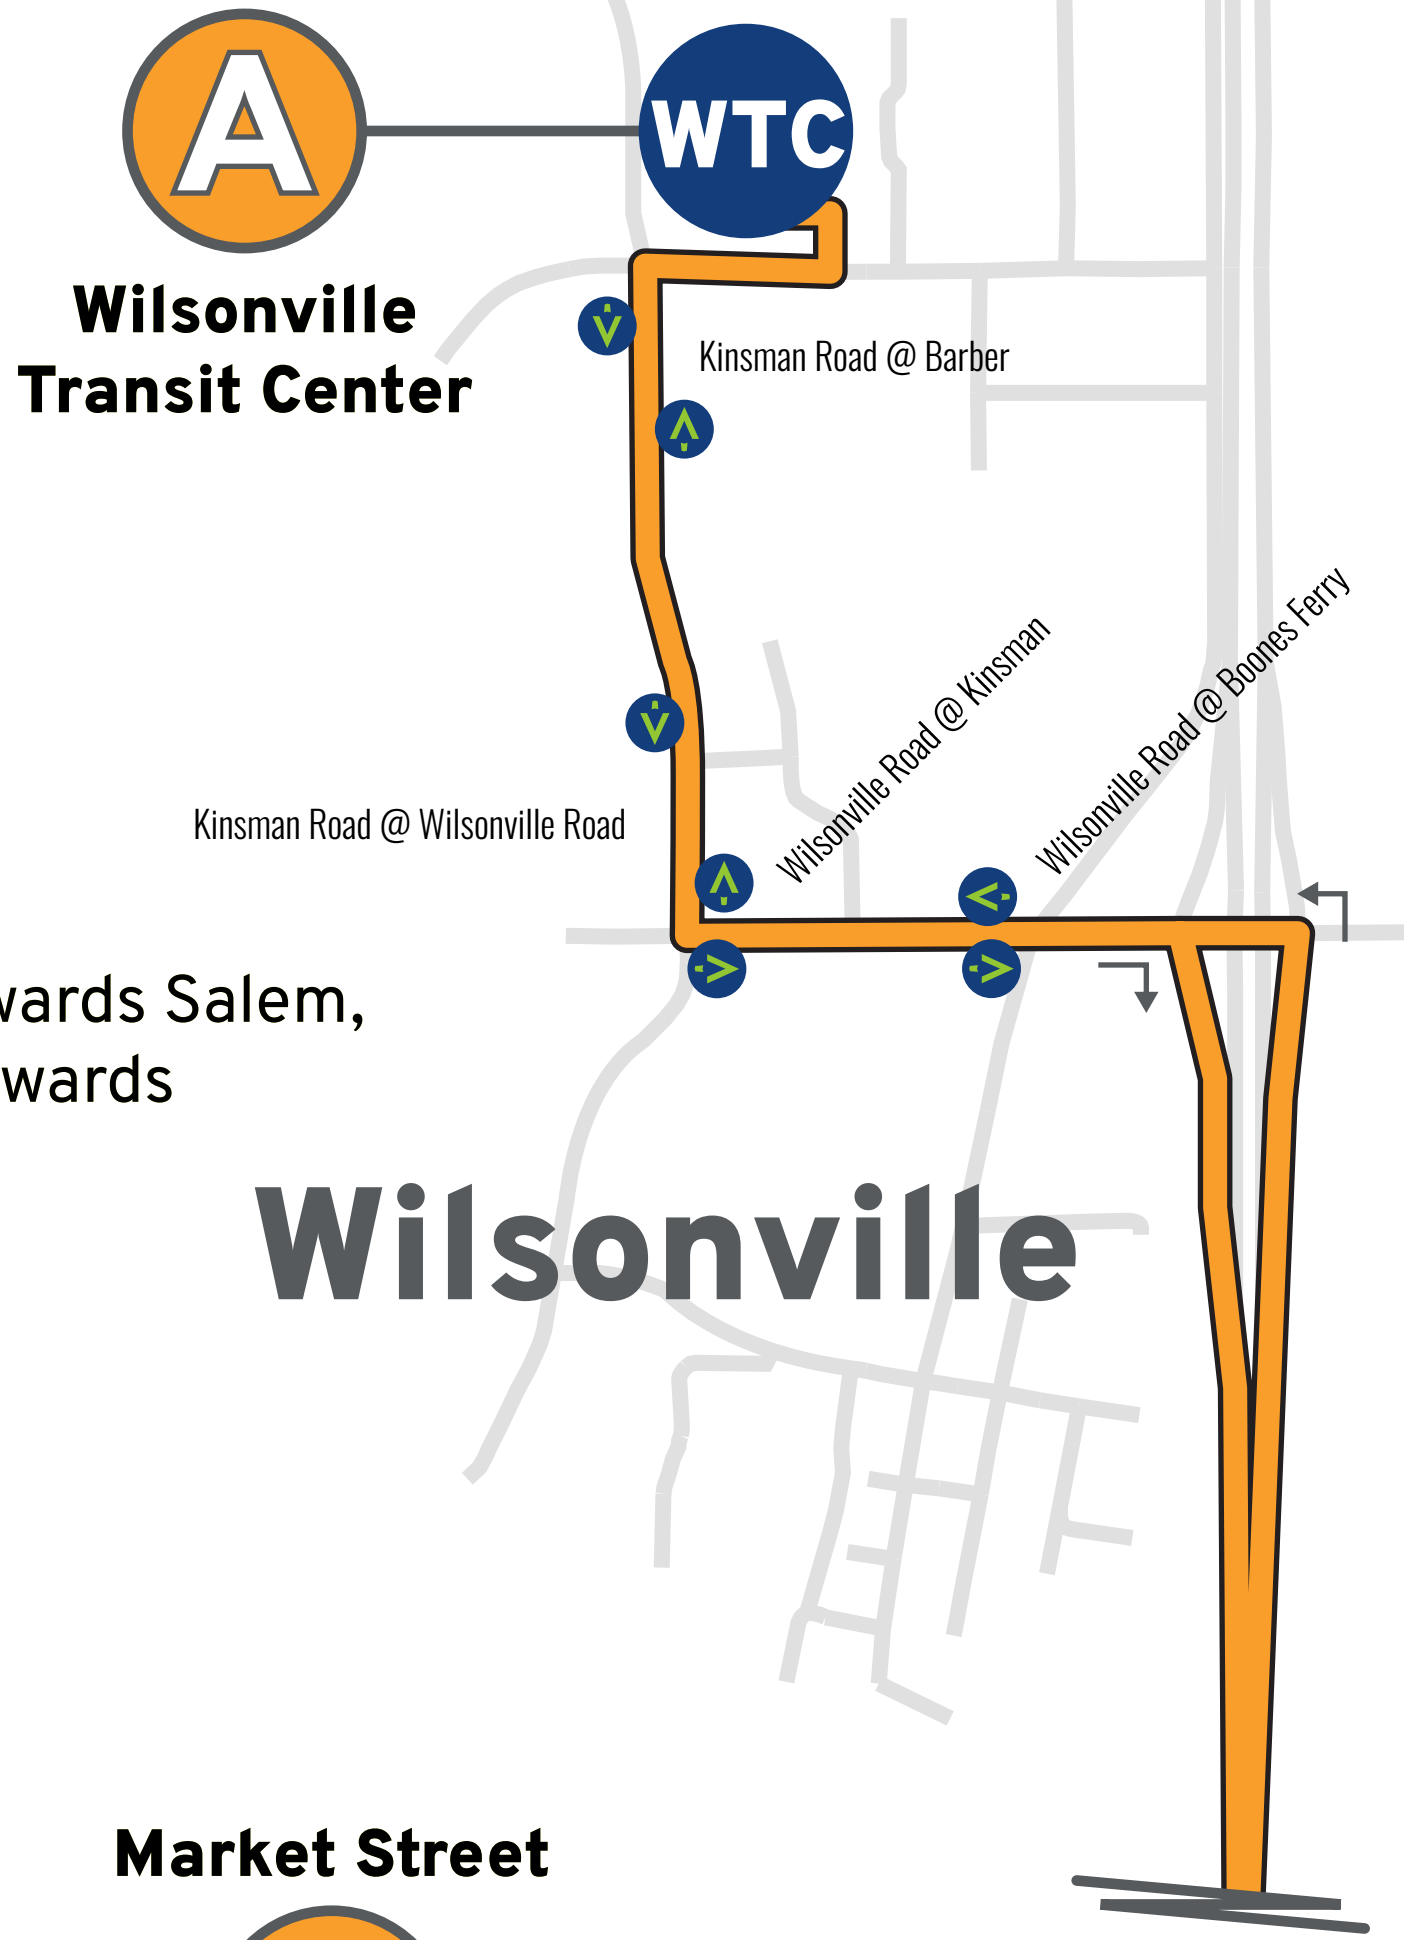 A
WTC
Wilsonville
Transit Center
Kinsman Road @ Barber
Wilsonville Road @ Kinsman
Wilsonville Road @ Boones Ferry
Kinsman Road @ Wilsonville Road
wards Salem,
wards
Wilsonville
Market Street